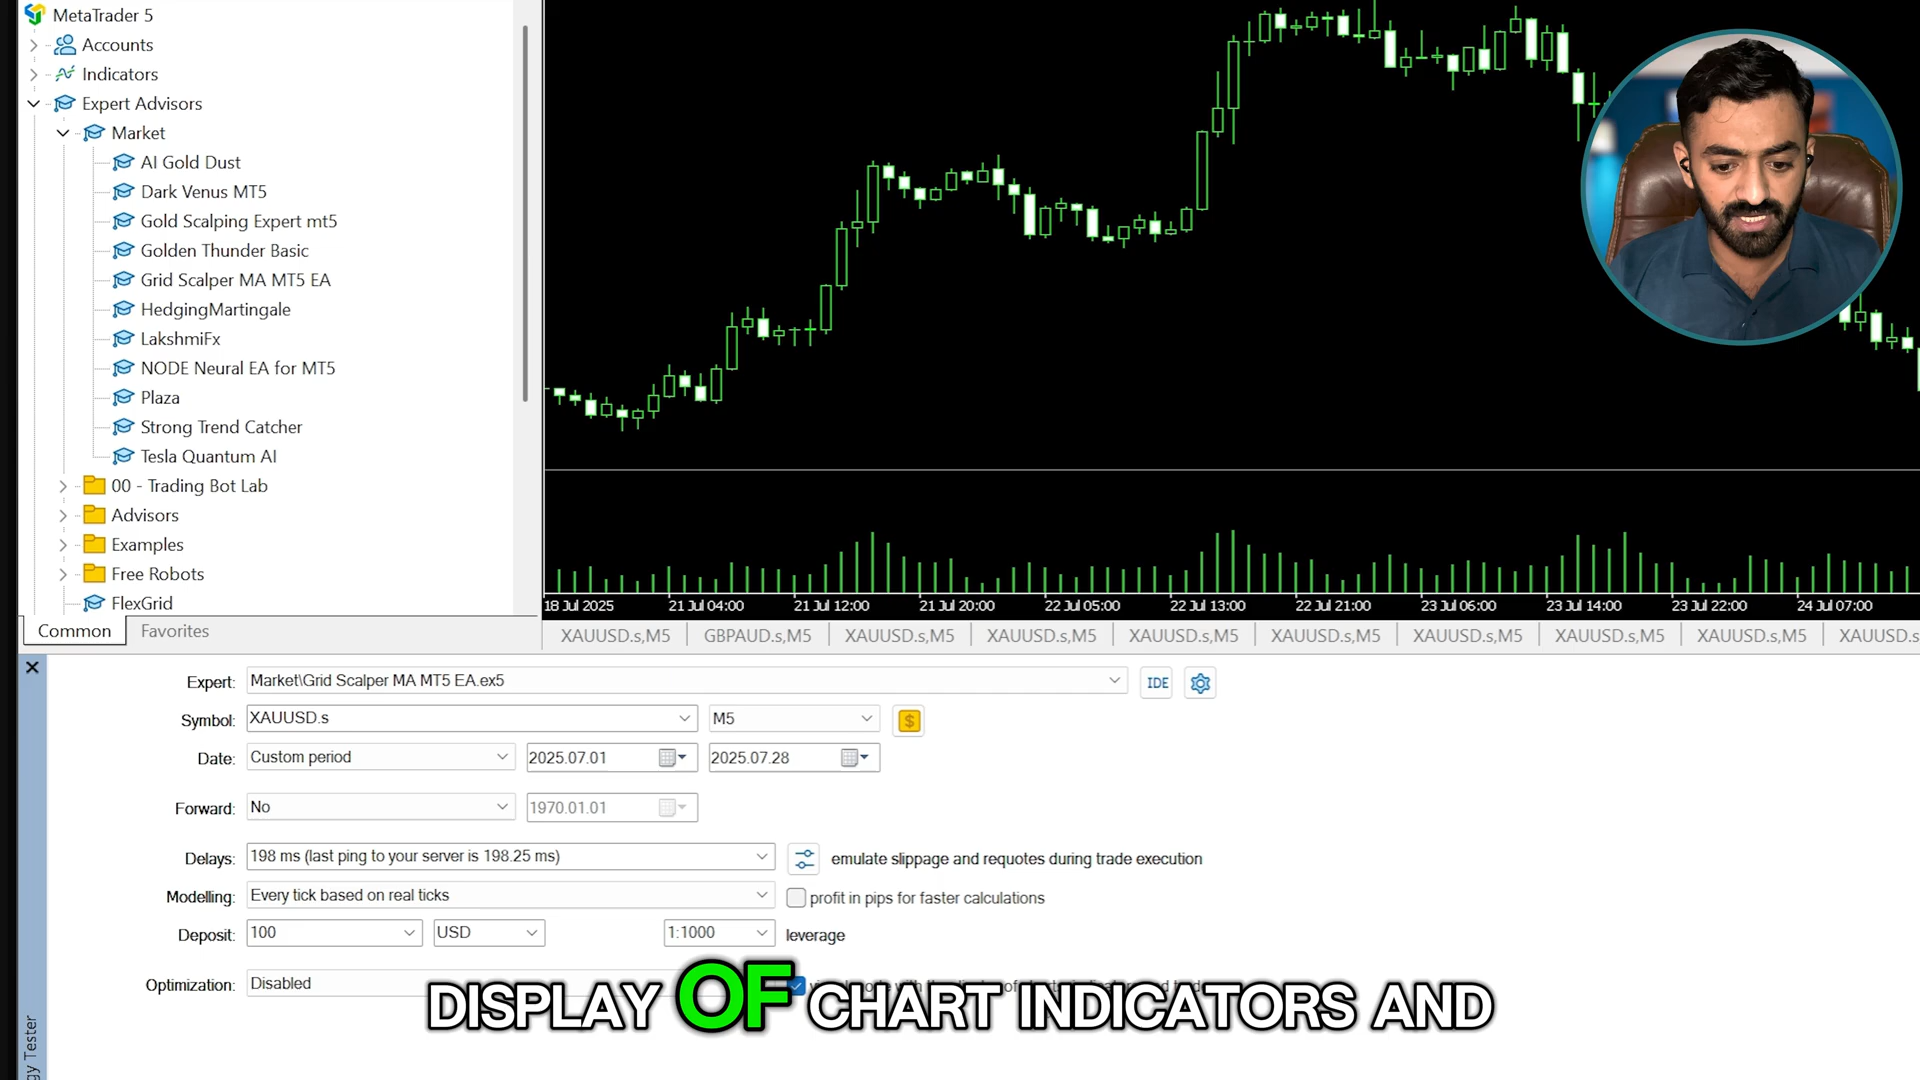 MetaTrader 5
Accounts
Indicators
Expert Advisors
Market
AI Gold Dust
Dark Venus MT5
Gold Scalping Expert mt5
Golden Thunder Basic
Grid Scalper MA MT5 EA
HedgingMartingale
LakshmiFx
NODE Neural EA for MT5
Plaza
Strong Trend Catcher
Tesla Quantum AI
00 - Trading Bot Lab
Advisors
Examples
Free Robots
FlexGrid
Common Favorites
18 Jul 2025 21 Jul 04:00 21 Jul 12:00 21 Jul 20:00 22 Jul 05:00 22 Jul 13:00 22 Jul 21:00 23 Jul 06:00 23 Jul 14:00 23 Jul 22:00 24 Jul 07:00
XAUUSD.s,M5 GBPAUD.s,M5 XAUUSD.s,M5 XAUUSD.s,M5 XAUUSD.s,M5 XAUUSD.s,M5 XAUUSD.s,M5 XAUUSD.s,M5 XAUUSD.s,M5 XAUUSD.s
Expert: Market\Grid Scalper MA MT5 EA.ex5 IDE
Symbol: XAUUSD.s M5 $
Date: Custom period 2025.07.01 2025.07.28
Forward: No 1970.01.01
Delays: 198 ms (last ping to your server is 198.25 ms) emulate slippage and requotes during trade execution
Modelling: Every tick based on real ticks profit in pips for faster calculations
Deposit: 100 USD 1:1000 leverage
Optimization: Disabled
DISPLAY OF CHART INDICATORS AND
gy Tester